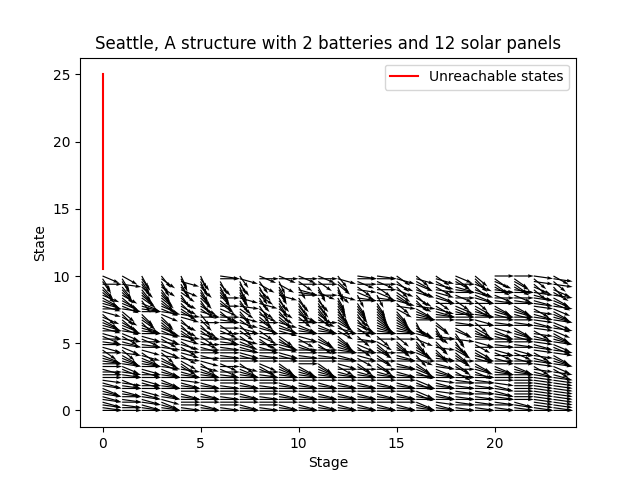 Seattle, A structure with 2 batteries and 12 solar panels
Unreachable states
25
20
15
10
5
0
State
0 5 10 15 20
Stage